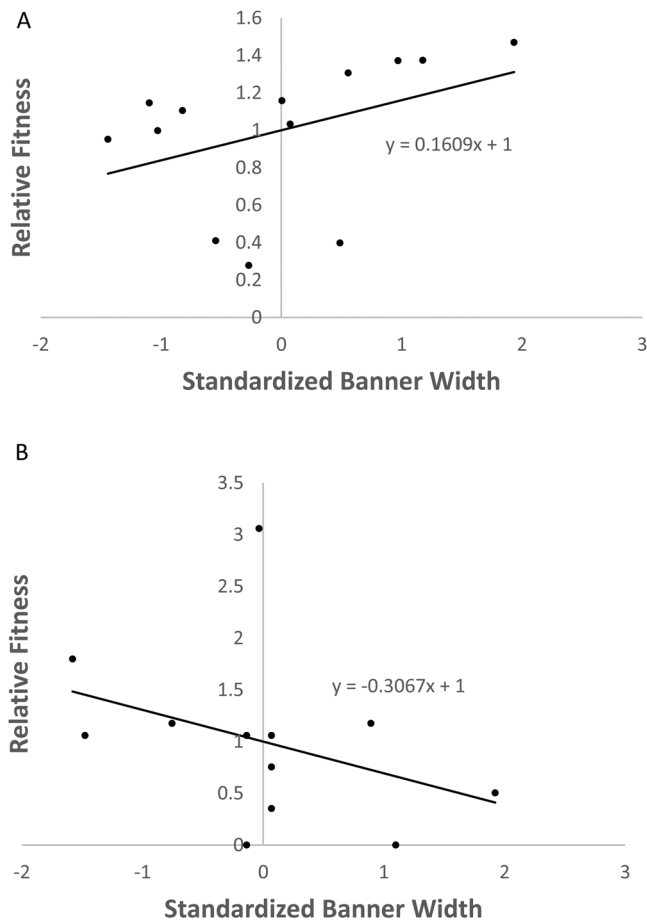 A
1.6
1.4
1.2
1
0.8
0.6
0.4
0.2
0
Relative Fitness
y = 0.1609x + 1
-2 -1 0 1 2 3
Standardized Banner Width
B
3.5
3
2.5
2
1.5
1
0.5
0
Relative Fitness
y = -0.3067x + 1
-2 -1 0 1 2 3
Standardized Banner Width